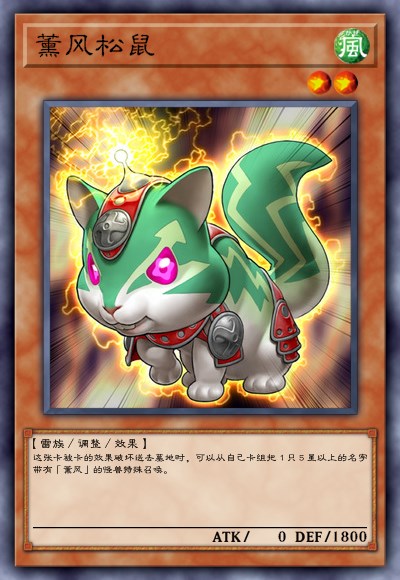 薰风松鼠
風
【雷族／调整／效果】
这张卡被卡的效果破坏送去墓地时，可以从自己卡组把1只5星以上的名字
带有「薰风」的怪兽特殊召唤。
ATK/ 0 DEF/1800